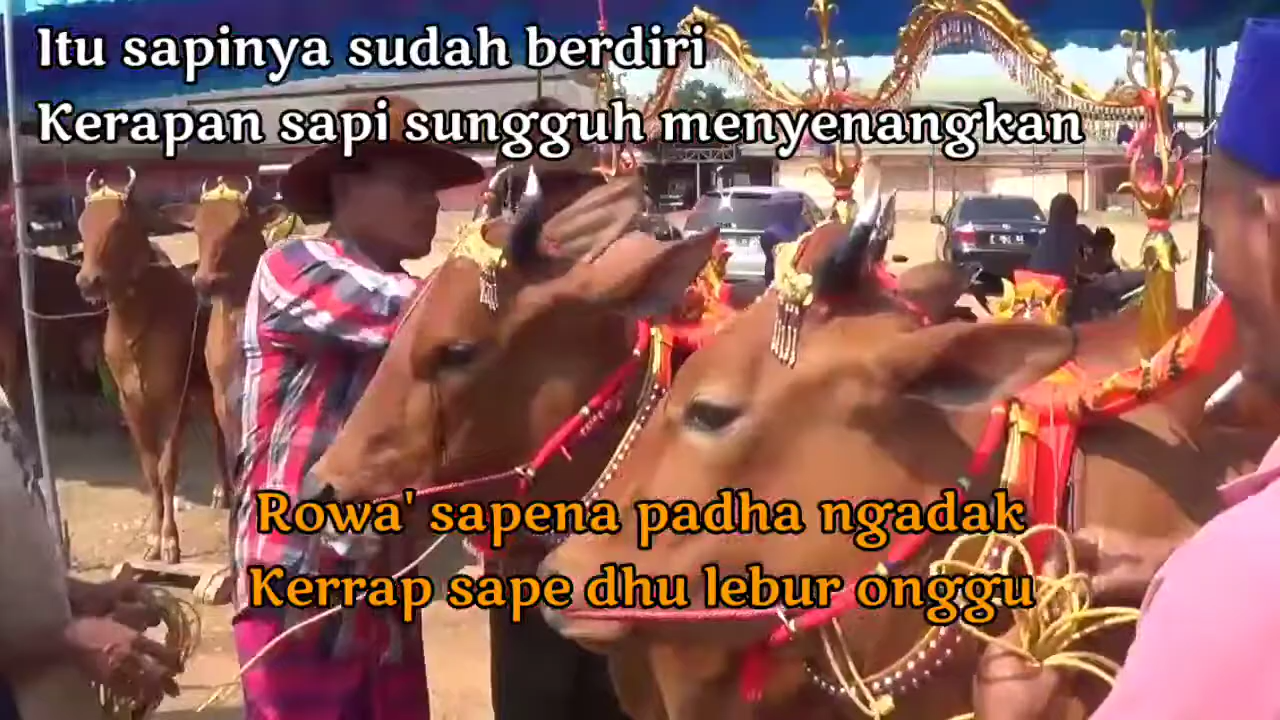 Itu sapinya sudah berdiri
Kerapan sapi sungguh menyenangkan
Rowa' sapena padha ngadak
Kerrap sape dhu lebur onggu